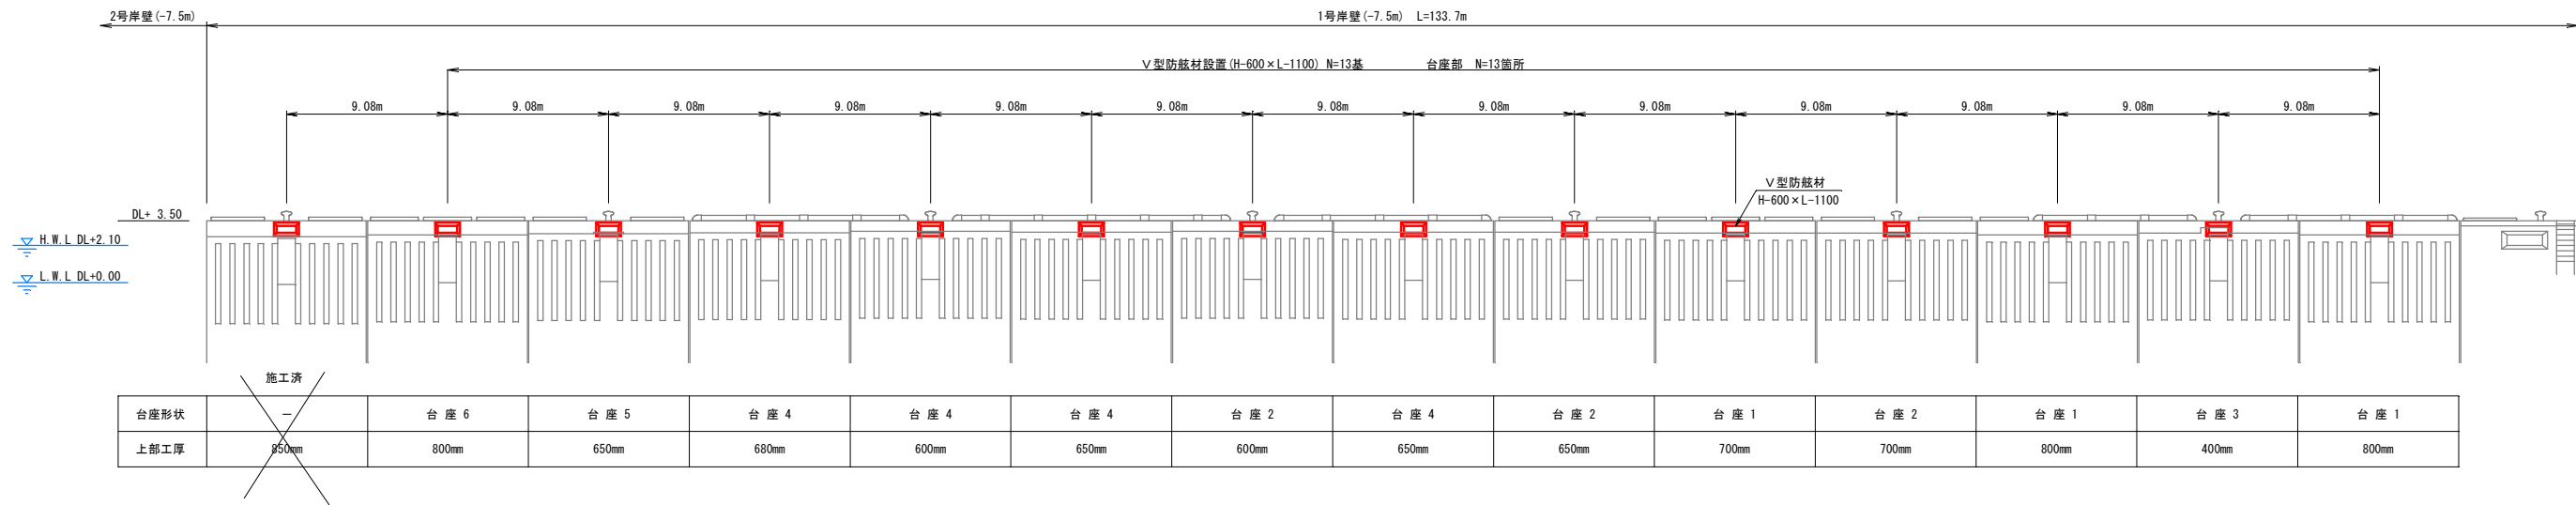 2号岸壁(-7.5m)
1号岸壁(-7.5m) L=133.7m
V型防舷材設置(H-600×L-1100) N=13基 台座部 N=13箇所
9.08m 9.08m 9.08m 9.08m 9.08m 9.08m 9.08m 9.08m 9.08m 9.08m 9.08m 9.08m 9.08m
V型防舷材
H-600×L-1100
DL+ 3.50
H.W.L DL+2.10
L.W.L DL+0.00
施工済
台座形状 － 台 座 6 台 座 5 台 座 4 台 座 4 台 座 4 台 座 2 台 座 4 台 座 2 台 座 1 台 座 2 台 座 1 台 座 3 台 座 1
上部工厚 850mm 800mm 650mm 680mm 600mm 650mm 600mm 650mm 650mm 700mm 700mm 800mm 400mm 800mm